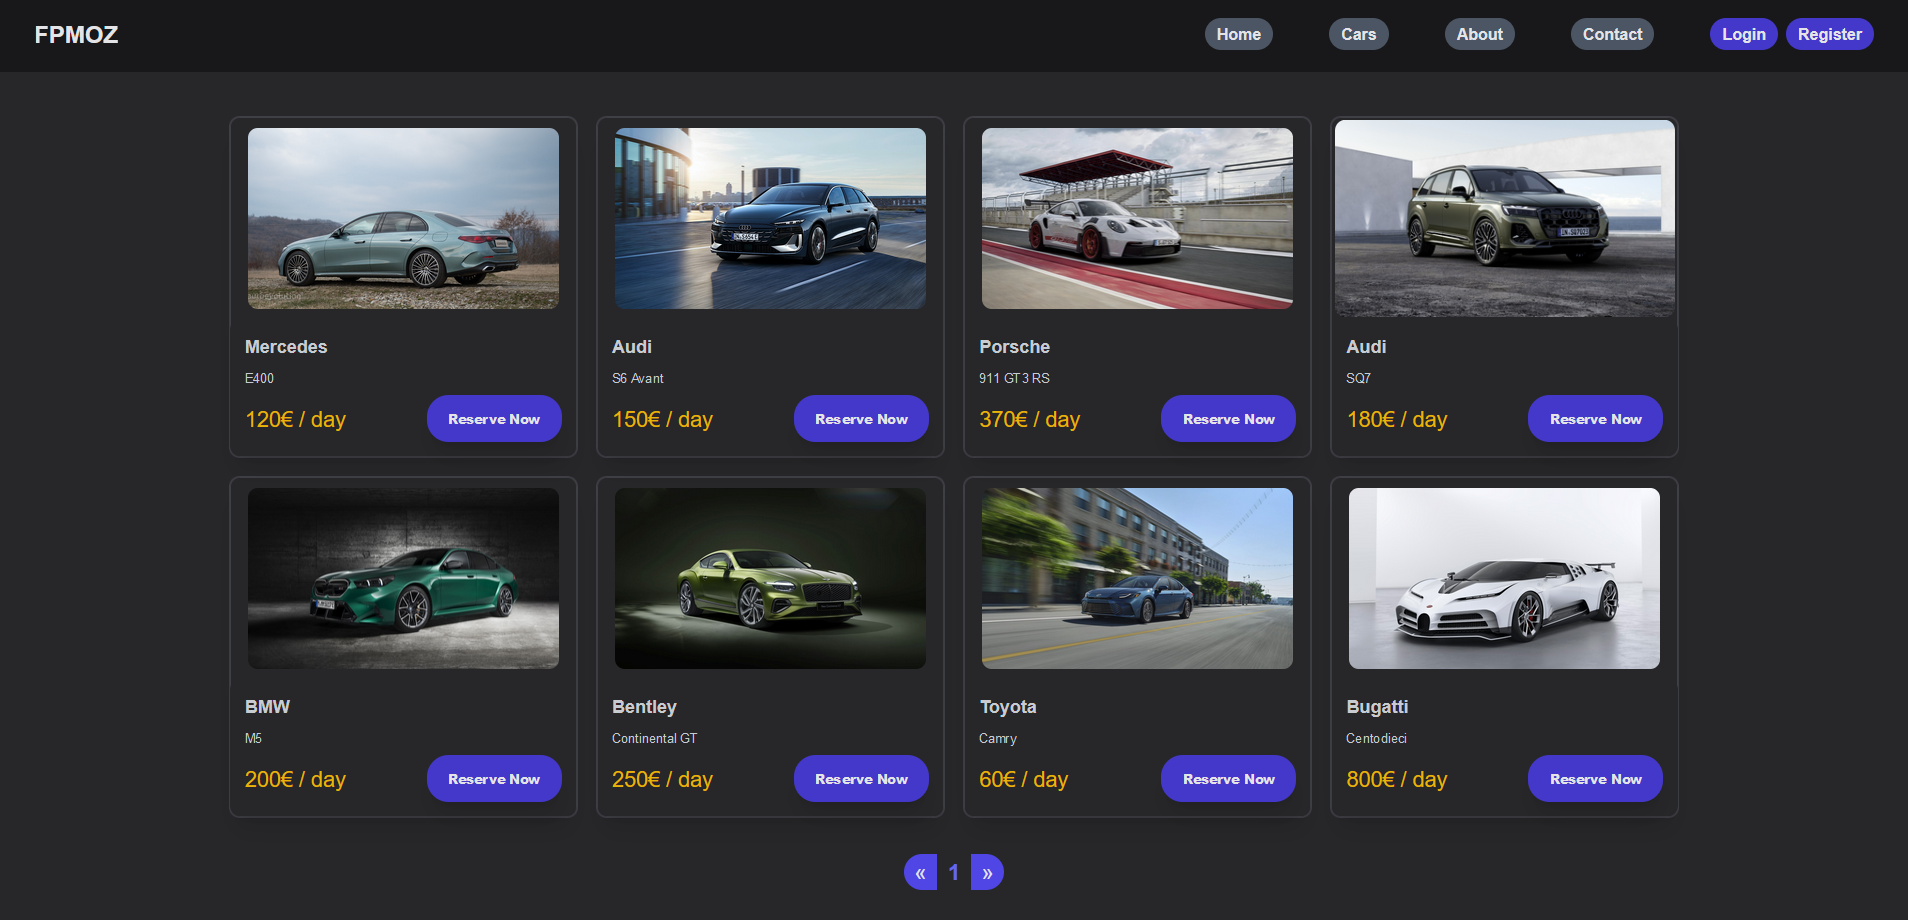 FPMOZ
Home Cars About Contact Login Register
Mercedes
E400
120€ / day Reserve Now
Audi
S6 Avant
150€ / day Reserve Now
Porsche
911 GT3 RS
370€ / day Reserve Now
Audi
SQ7
180€ / day Reserve Now
BMW
M5
200€ / day Reserve Now
Bentley
Continental GT
250€ / day Reserve Now
Toyota
Camry
60€ / day Reserve Now
Bugatti
Centodieci
800€ / day Reserve Now
« 1 »